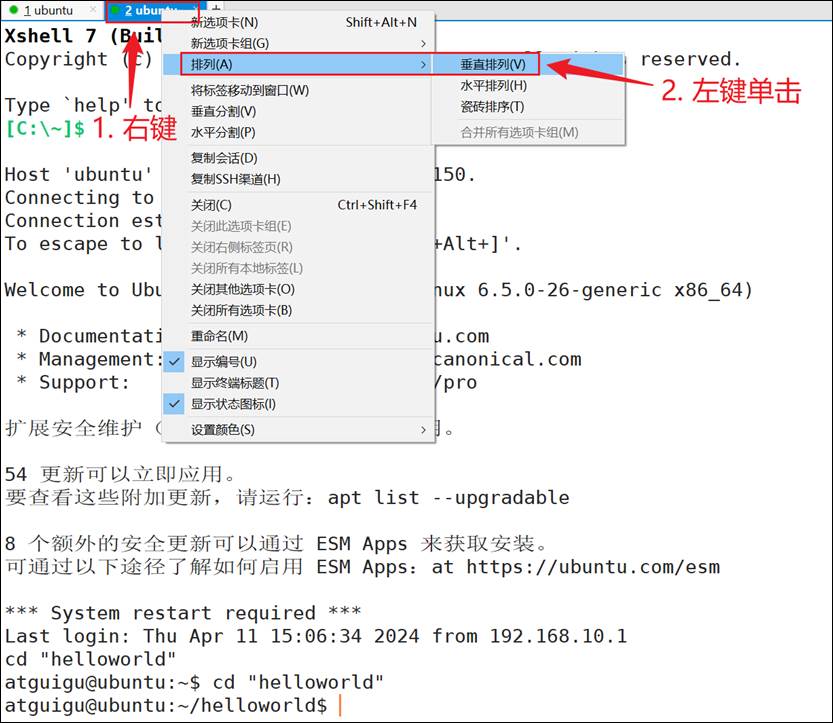 1 ubuntu × 2 ubuntu × +
Xshell 7 (Buil
Copyright (c) reserved.
Type `help' to
[C:\~]$
1. 右键
2. 左键单击
新选项卡(N) Shift+Alt+N
新选项卡组(G)
排列(A)
将标签移动到窗口(W)
垂直分割(V)
水平分割(P)
复制会话(D)
复制SSH渠道(H)
关闭(C) Ctrl+Shift+F4
关闭此选项卡组(E)
关闭右侧标签页(R)
关闭所有本地标签(L)
关闭其他选项卡(O)
关闭所有选项卡(B)
重命名(M)
显示编号(U)
显示终端标题(T)
显示状态图标(I)
设置颜色(S)
垂直排列(V)
水平排列(H)
瓷砖排序(T)
合并所有选项卡组(M)
Host 'ubuntu' 150.
Connecting to
Connection est
To escape to l +Alt+]'.
Welcome to Ubu nux 6.5.0-26-generic x86_64)
* Documentati u.com
* Management: canonical.com
* Support: /pro
扩展安全维护 用。
54 更新可以立即应用。
要查看这些附加更新，请运行：apt list --upgradable
8 个额外的安全更新可以通过 ESM Apps 来获取安装。
可通过以下途径了解如何启用 ESM Apps：at https://ubuntu.com/esm
*** System restart required ***
Last login: Thu Apr 11 15:06:34 2024 from 192.168.10.1
cd "helloworld"
atguigu@ubuntu:~$ cd "helloworld"
atguigu@ubuntu:~/helloworld$